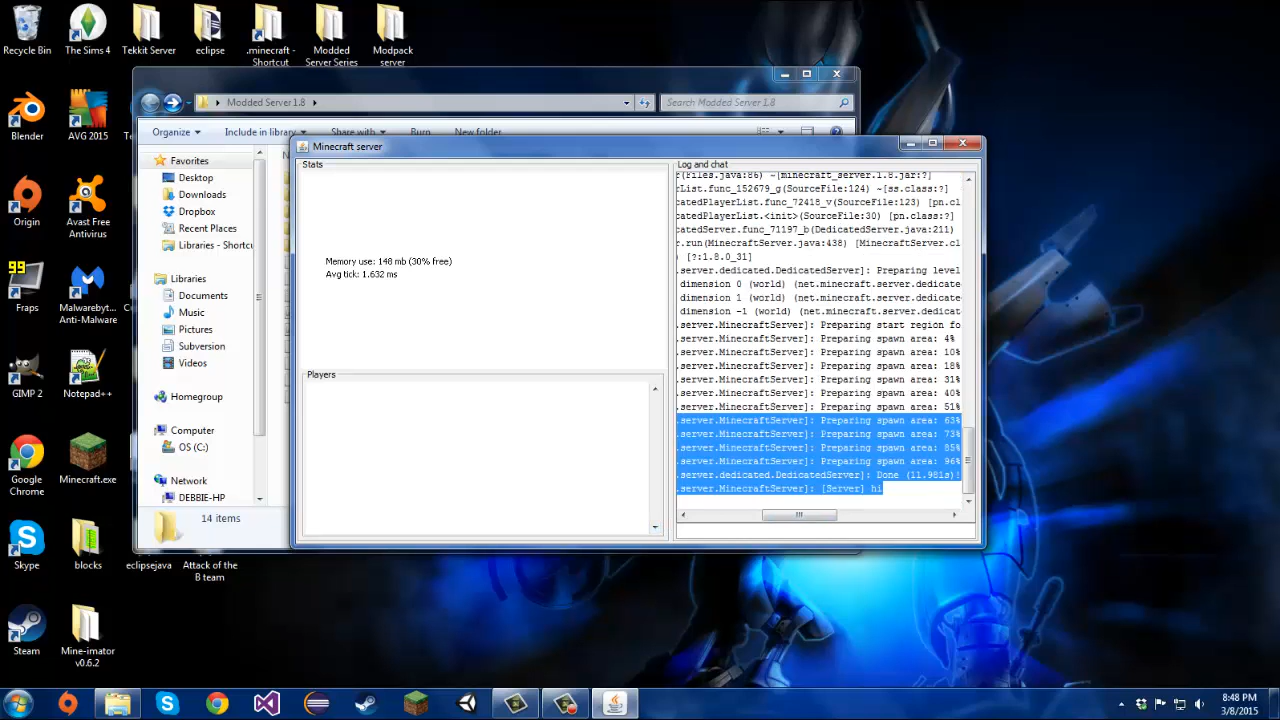 Recycle Bin
The Sims 4
Tekkit Server
eclipse
.minecraft -
Shortcut
Modded
Server Series
Modpack
server
Blender
AVG 2015
Origin
Avast Free
Antivirus
99
Fraps
Malwarebyt...
Anti-Malware
GIMP 2
Notepad++
Google
Chrome
Minecraft.exe
Skype
blocks
eclipsejava
Attack of the
B team
Steam
Mine-imator
v0.6.2
Modded Server 1.8
Search Modded Server 1.8
Organize
Include in library
Share with
Burn
New folder
Favorites
Desktop
Downloads
Dropbox
Recent Places
Libraries - Shortcu
Libraries
Documents
Music
Pictures
Subversion
Videos
Homegroup
Computer
OS (C:)
Network
DEBBIE-HP
14 items
Minecraft server
Stats
Memory use: 148 mb (30% free)
Avg tick: 1.632 ms
Players
Log and chat
r(Files.java:86) ~[minecraft_server.1.8.jar:?]
rList.func_152679_g(SourceFile:124) ~[ss.class:?]
catedPlayerList.func_72418_v(SourceFile:123) [pn.c
catedPlayerList.<init>(SourceFile:30) [pn.class:?]
catedServer.func_71197_b(DedicatedServer.java:211)
r.run(MinecraftServer.java:438) [MinecraftServer.cl
) [?:1.8.0_31]
.server.dedicated.DedicatedServer]: Preparing level
dimension 0 (world) (net.minecraft.server.dedicate
dimension 1 (world) (net.minecraft.server.dedicate
dimension -1 (world) (net.minecraft.server.dedicat
.server.MinecraftServer]: Preparing start region fo
.server.MinecraftServer]: Preparing spawn area: 4%
.server.MinecraftServer]: Preparing spawn area: 10%
.server.MinecraftServer]: Preparing spawn area: 18%
.server.MinecraftServer]: Preparing spawn area: 31%
.server.MinecraftServer]: Preparing spawn area: 40%
.server.MinecraftServer]: Preparing spawn area: 51%
.server.MinecraftServer]: Preparing spawn area: 63%
.server.MinecraftServer]: Preparing spawn area: 73%
.server.MinecraftServer]: Preparing spawn area: 85%
.server.MinecraftServer]: Preparing spawn area: 96%
.server.dedicated.DedicatedServer]: Done (11.981s)!
.server.MinecraftServer]: [Server] hi
8:48 PM
3/8/2015